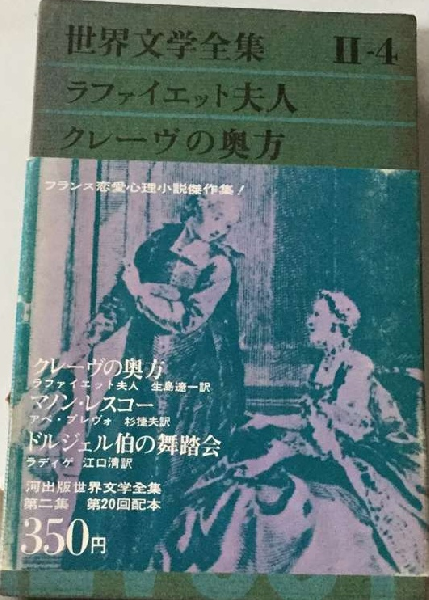 世界文学全集 Ⅱ-4
ラファイエット夫人
クレーヴの奥方
フランス恋愛心理小説傑作集!
クレーヴの奥方
ラファイエット夫人 生島遼一訳
マノン・レスコー
アベ・プレヴォ 杉捷夫訳
ドルジェル伯の舞踏会
ラディゲ 江口清訳
河出版世界文学全集
第二集 第20回配本
350円